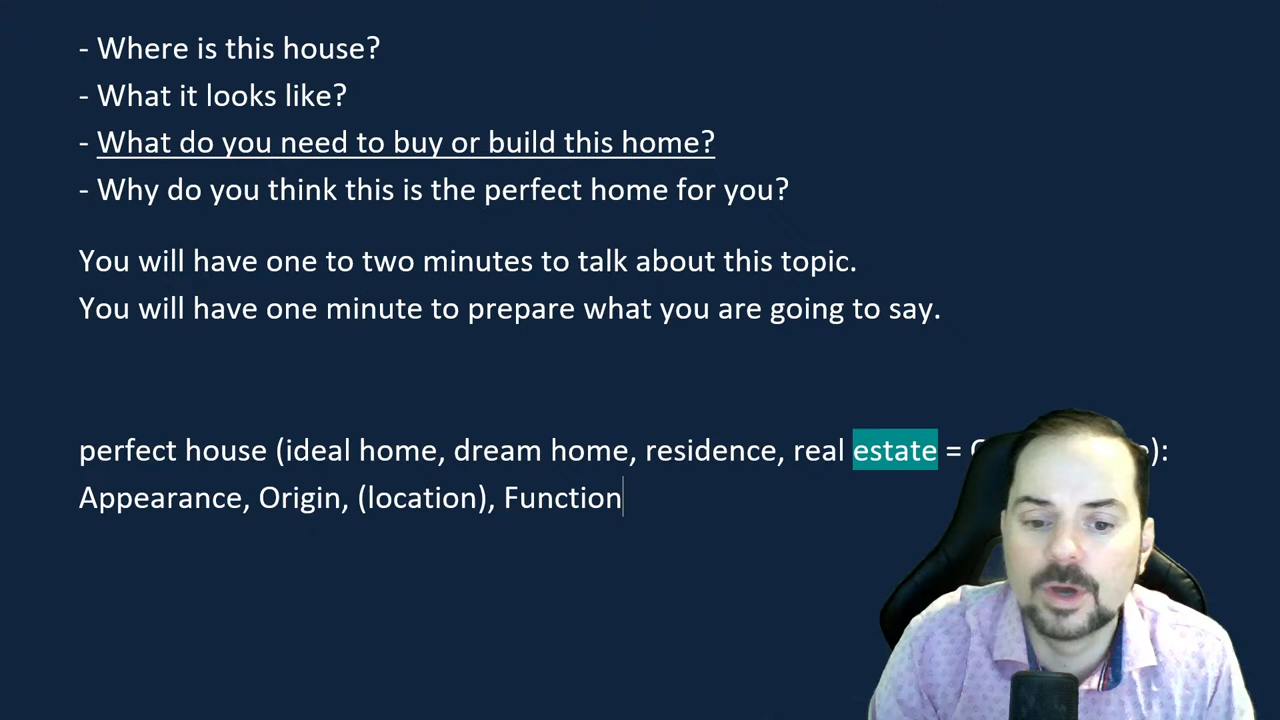 - Where is this house?
- What it looks like?
- What do you need to buy or build this home?
- Why do you think this is the perfect home for you?
You will have one to two minutes to talk about this topic.
You will have one minute to prepare what you are going to say.
perfect house (ideal home, dream home, residence, real estate = ):
Appearance, Origin, (location), Function